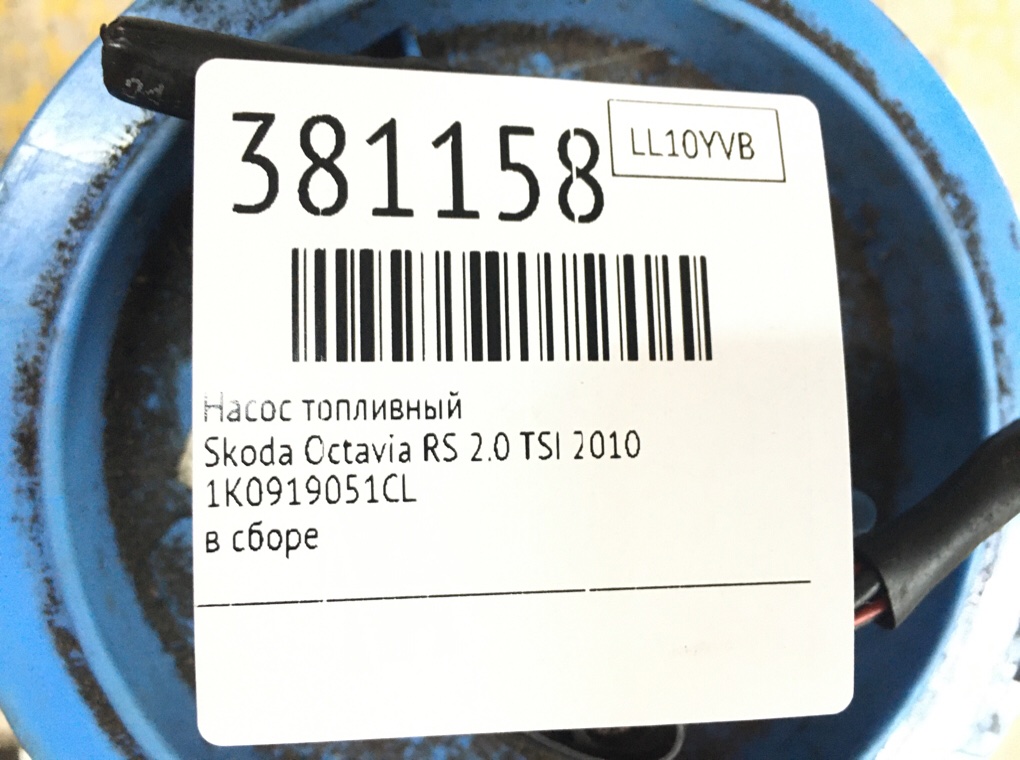 381158
LL10YVB
Насос топливный
Skoda Octavia RS 2.0 TSI 2010
1K0919051CL
в сборе